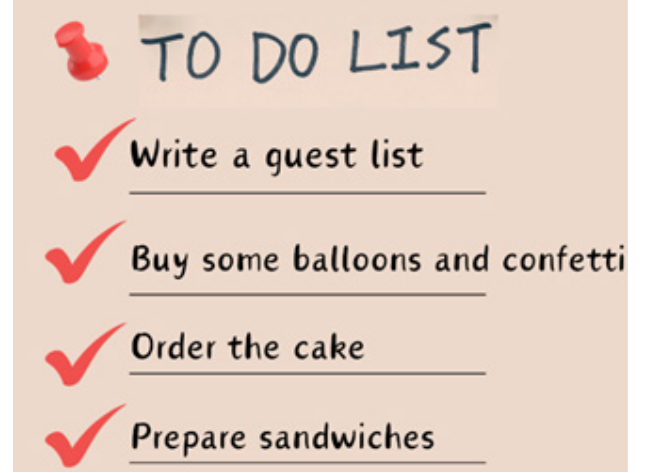 TO DO LIST
Write a guest list
Buy some balloons and confetti
Order the cake
Prepare sandwiches